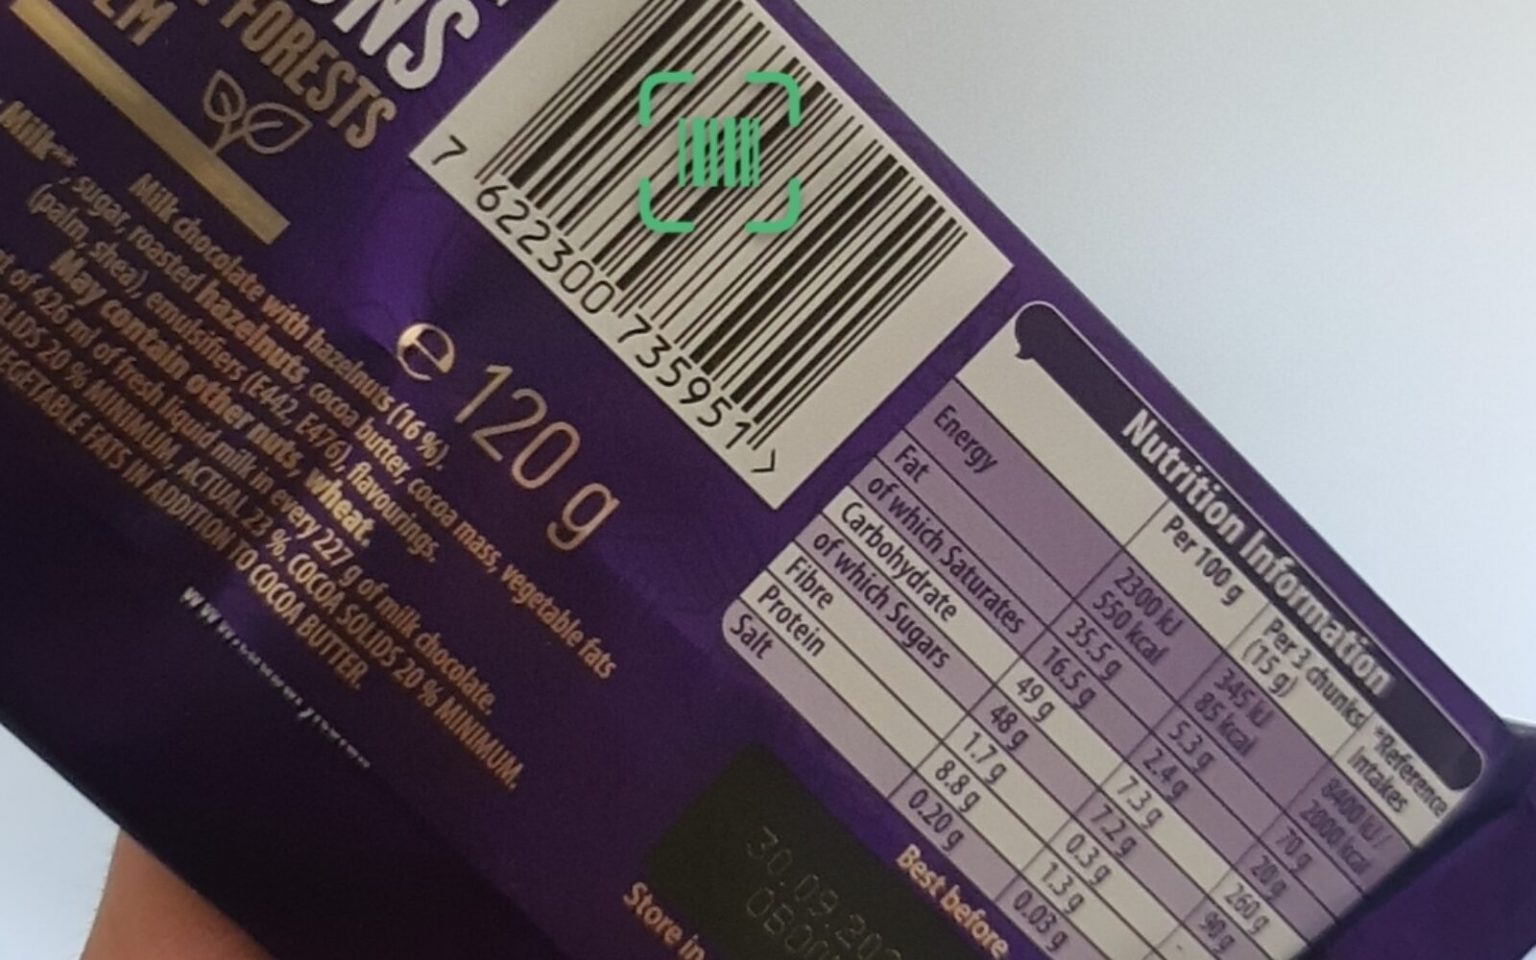 NS
FORESTS
EM
Milk**
Milk chocolate with hazelnuts (16 %).
sugar, roasted hazelnuts, cocoa butter, cocoa mass, vegetable fats
(palm, shea), emulsifiers (E442, E476), flavourings.
May contain other nuts, wheat.
of 426 ml of fresh liquid milk in every 227 g of milk chocolate.
20 % MINIMUM, ACTUAL 23 %. COCOA SOLIDS 20 % MINIMUM.
VEGETABLE FATS IN ADDITION TO COCOA BUTTER.
7 622300 735951 >
e 120 g
Nutrition Information
Per 100 g Per 3 chunks (15 g) *Reference Intakes
Energy 2300 kJ 345 kJ 8400 kJ /
550 kcal 85 kcal 2000 kcal
Fat 35.5 g 5.3 g 70 g
of which Saturates 16.5 g 2.4 g 20 g
Carbohydrate 49 g 7.3 g 260 g
of which Sugars 48 g 7.2 g 90 g
Fibre 1.7 g 0.3 g -
Protein 8.8 g 1.3 g
Salt 0.20 g 0.03 g
Best before
30.09.202
Store in